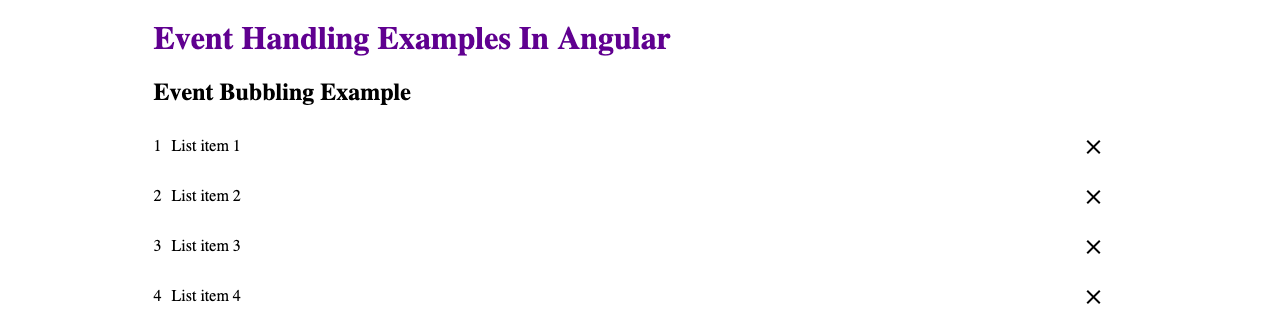 Event Handling Examples In Angular
Event Bubbling Example
1 List item 1
2 List item 2
3 List item 3
4 List item 4